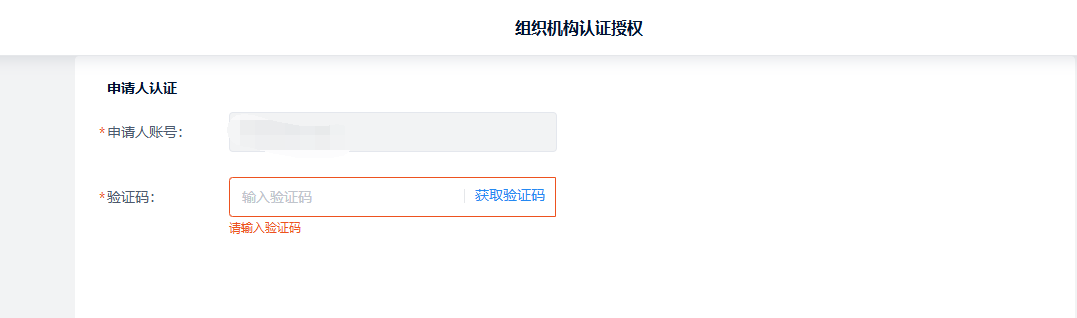 组织机构认证授权
申请人认证
*申请人账号：
*验证码：
输入验证码 获取验证码
请输入验证码